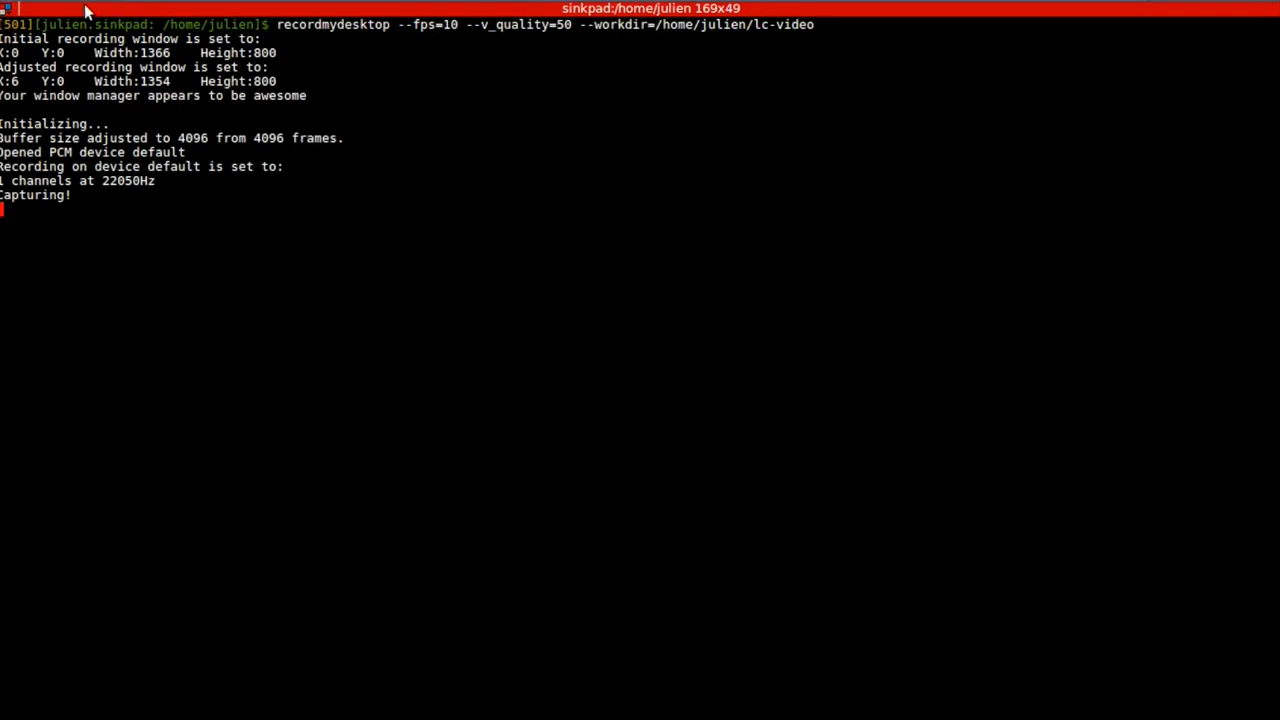 sinkpad:/home/julien 169x49
[501][julien.sinkpad: /home/julien]$ recordmydesktop --fps=10 --v_quality=50 --workdir=/home/julien/lc-video
Initial recording window is set to:
X:0   Y:0    Width:1366    Height:800
Adjusted recording window is set to:
X:6   Y:0    Width:1354    Height:800
Your window manager appears to be awesome
Initializing...
Buffer size adjusted to 4096 from 4096 frames.
Opened PCM device default
Recording on device default is set to:
1 channels at 22050Hz
Capturing!